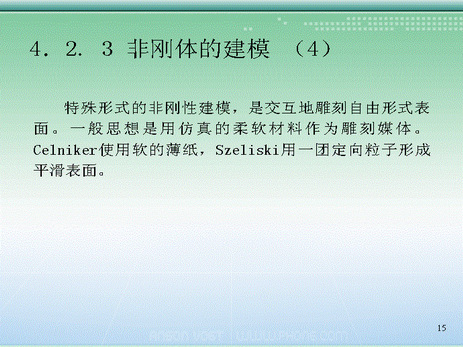 4. 2. 3 非刚体的建模 （4）
特殊形式的非刚性建模，是交互地雕刻自由形式表
面。一般思想是用仿真的柔软材料作为雕刻媒体。
Celniker使用软的薄纸，Szeliski用一团定向粒子形成
平滑表面。
15